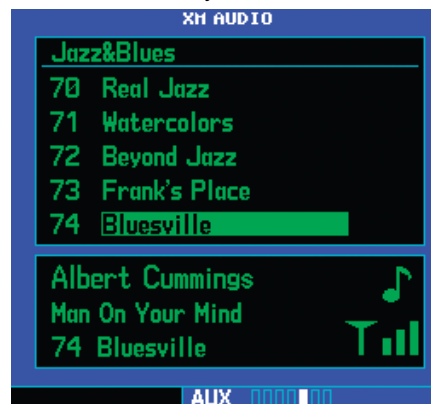 XM AUDIO
Jazz&Blues
70 Real Jazz
71 Watercolors
72 Beyond Jazz
73 Frank's Place
74 Bluesville
Albert Cummings
Man On Your Mind
74 Bluesville
AUX